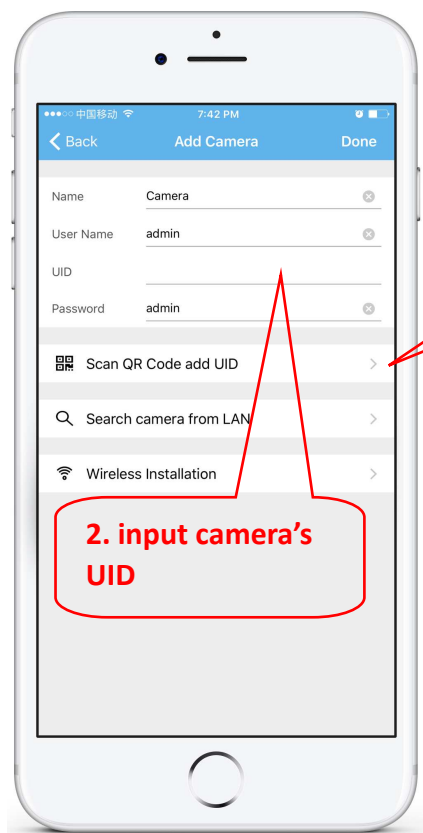 中国移动 7:42 PM
Back Add Camera Done
Name Camera
User Name admin
UID
Password admin
Scan QR Code add UID
Search camera from LAN
Wireless Installation
2. input camera's
UID